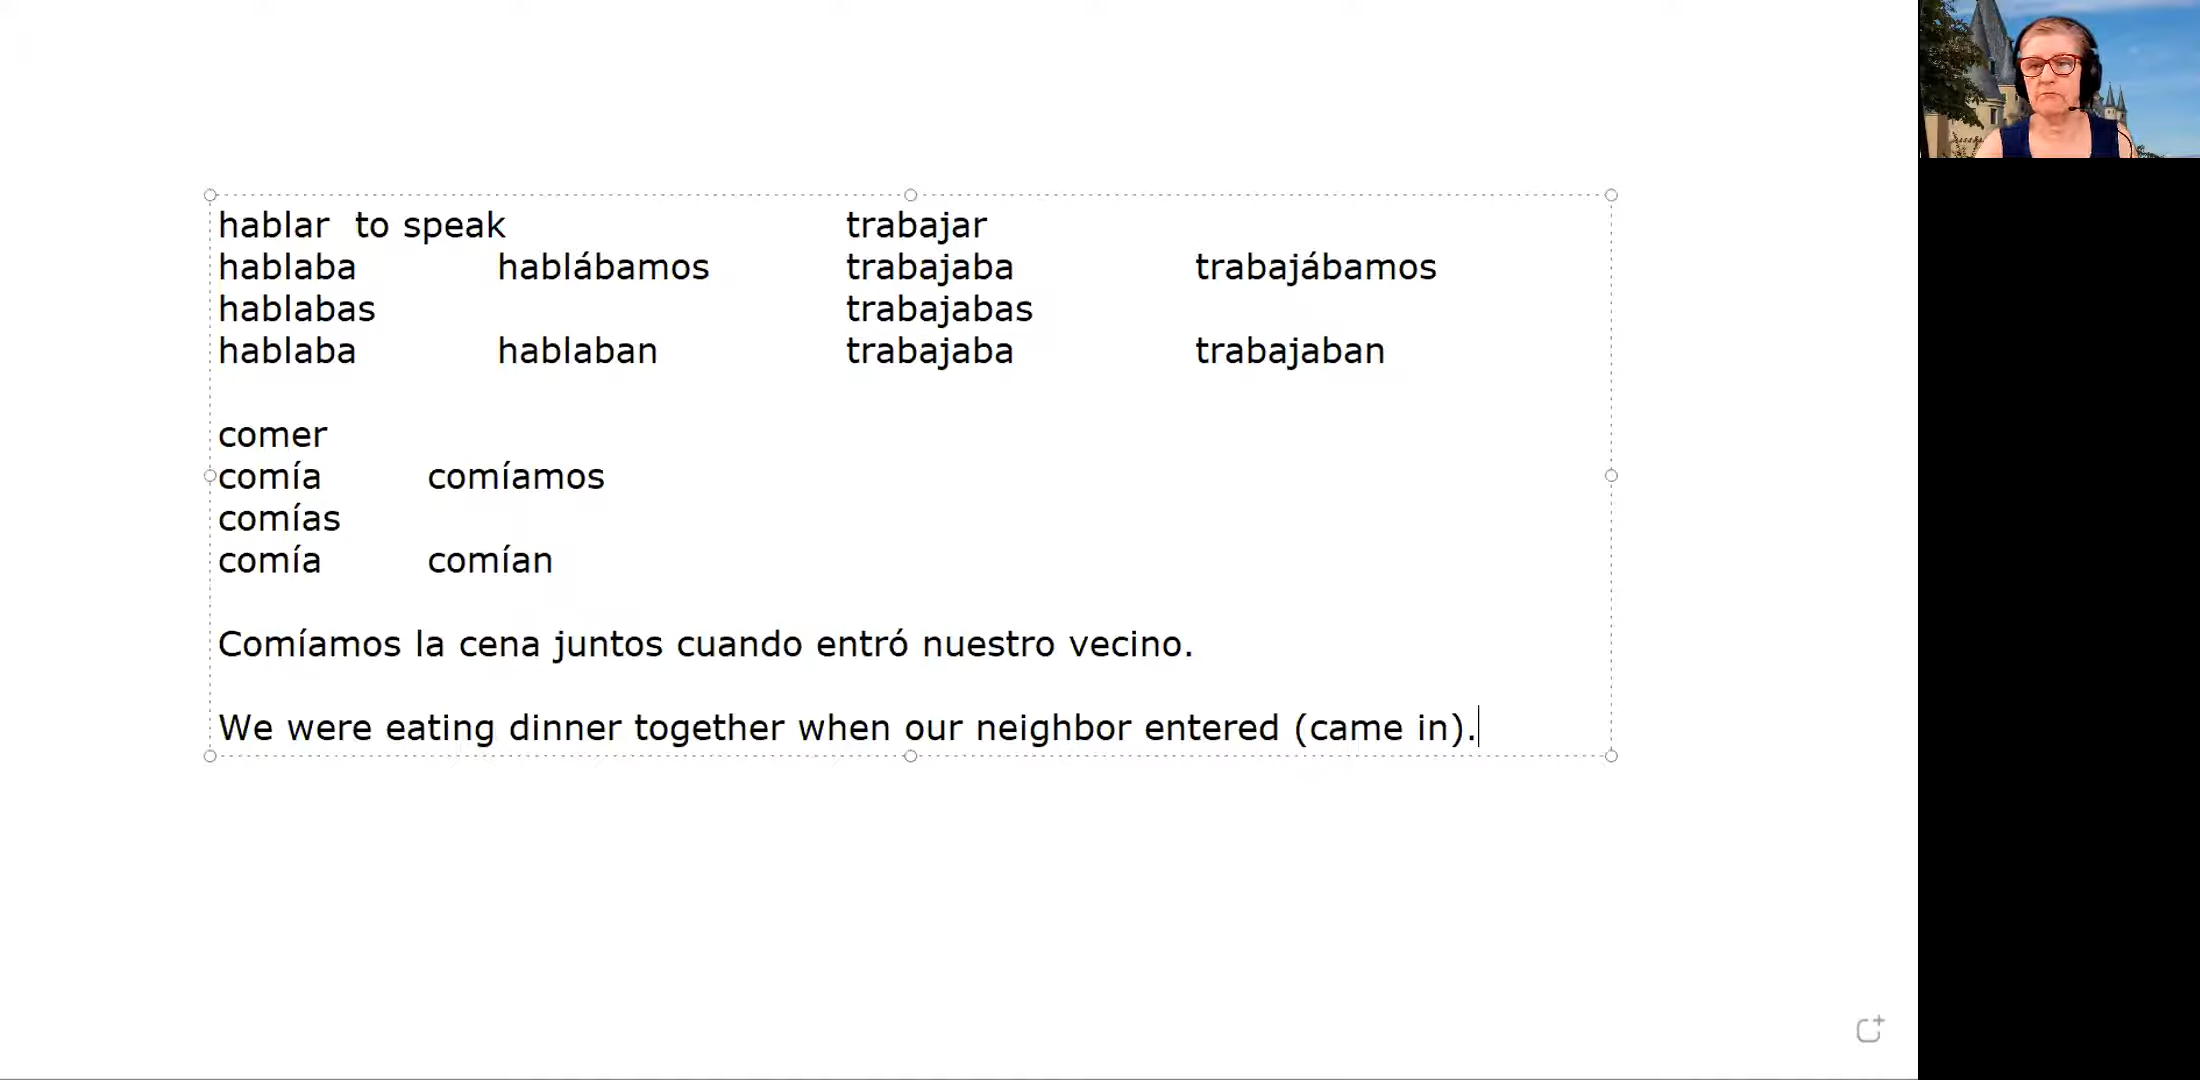 hablar to speak trabajar
hablaba hablábamos trabajaba trabajábamos
hablabas trabajabas
hablaba hablaban trabajaba trabajaban
comer
comía comíamos
comías
comía comían
Comíamos la cena juntos cuando entró nuestro vecino.
We were eating dinner together when our neighbor entered (came in).